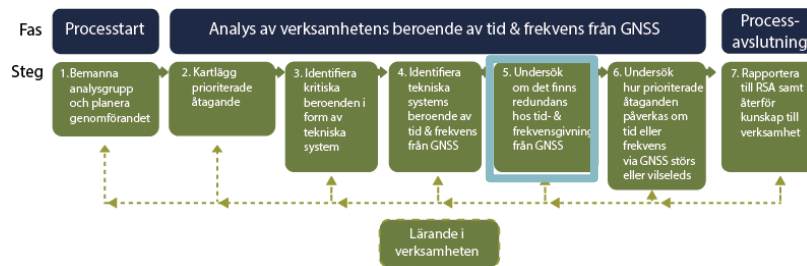 Fas
Processtart
Analys av verksamhetens beroende av tid & frekvens från GNSS
Process-
avslutning
Steg
1.Bemanna
analysgrupp
och planera
genomförandet
2. Kartlägg
prioriterade
åtagande
3. Identifiera
kritiska
beroenden i
form av
tekniska
system
4. Identifiera
tekniska
systems
beroende av
tid & frekvens
från GNSS
5. Undersök
om det finns
redundans
hos tid- &
frekvensgivning
från GNSS
6. Undersök
hur prioriterade
åtaganden
påverkas om
tid eller
frekvens
via GNSS störs
eller vilseleds
7. Rapportera
till RSA samt
återför
kunskap till
verksamhet
Lärande i
verksamheten